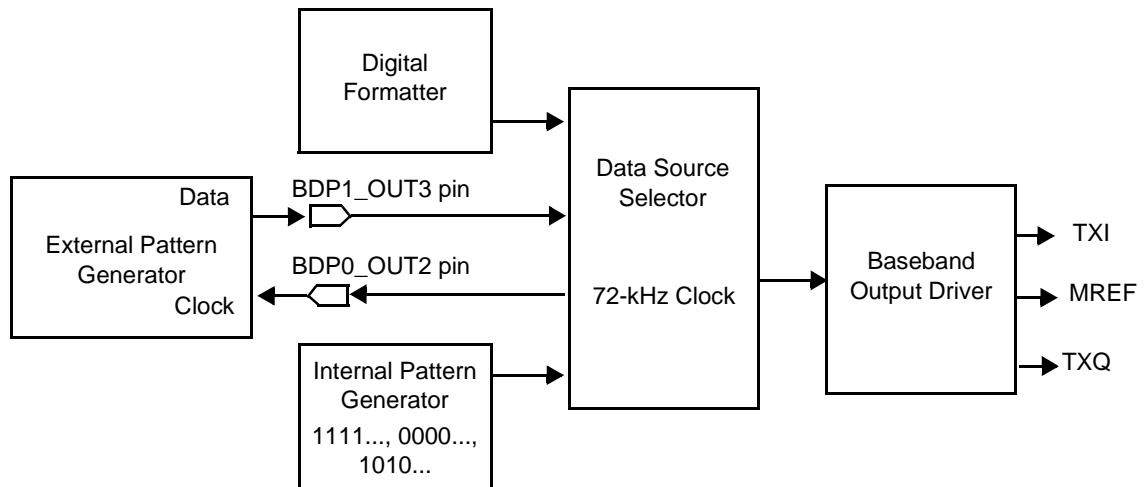 Digital
Formatter
Data Source
Selector
72-kHz Clock
Data
External Pattern
Generator
Clock
BDP1_OUT3 pin
BDP0_OUT2 pin
Internal Pattern
Generator
1111..., 0000...,
1010...
Baseband
Output Driver
TXI
MREF
TXQ